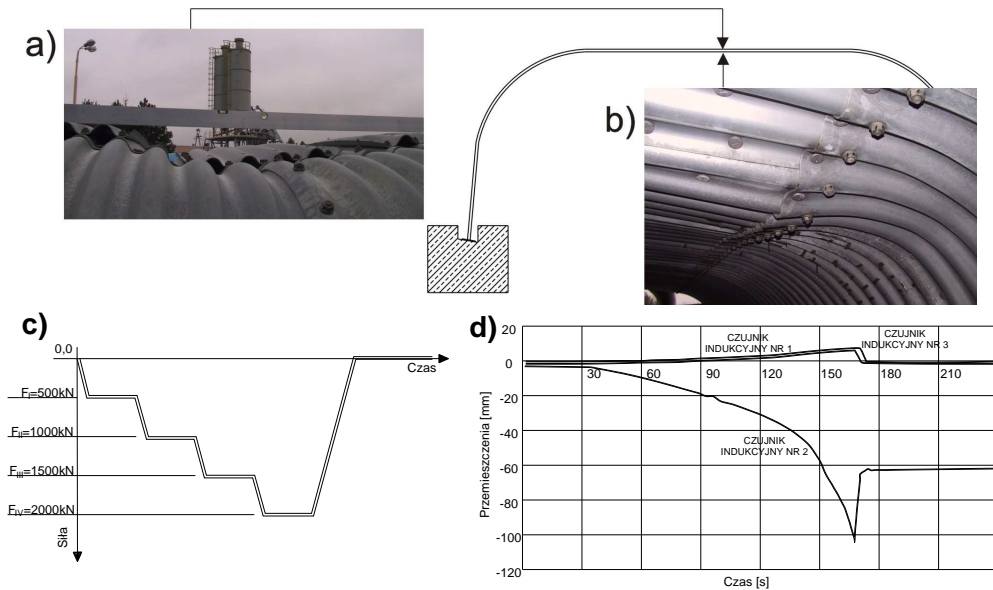 a)
b)
c)
0,0
Czas
FI=500kN
FII=1000kN
FIII=1500kN
FIV=2000kN
Siła
d)
20
0
-20
-40
-60
-80
-100
-120
30
60
90
120
150
180
210
CZUJNIK
INDUKCYJNY NR 1
CZUJNIK
INDUKCYJNY NR 3
CZUJNIK
INDUKCYJNY NR 2
Przemieszczenia [mm]
Czas [s]